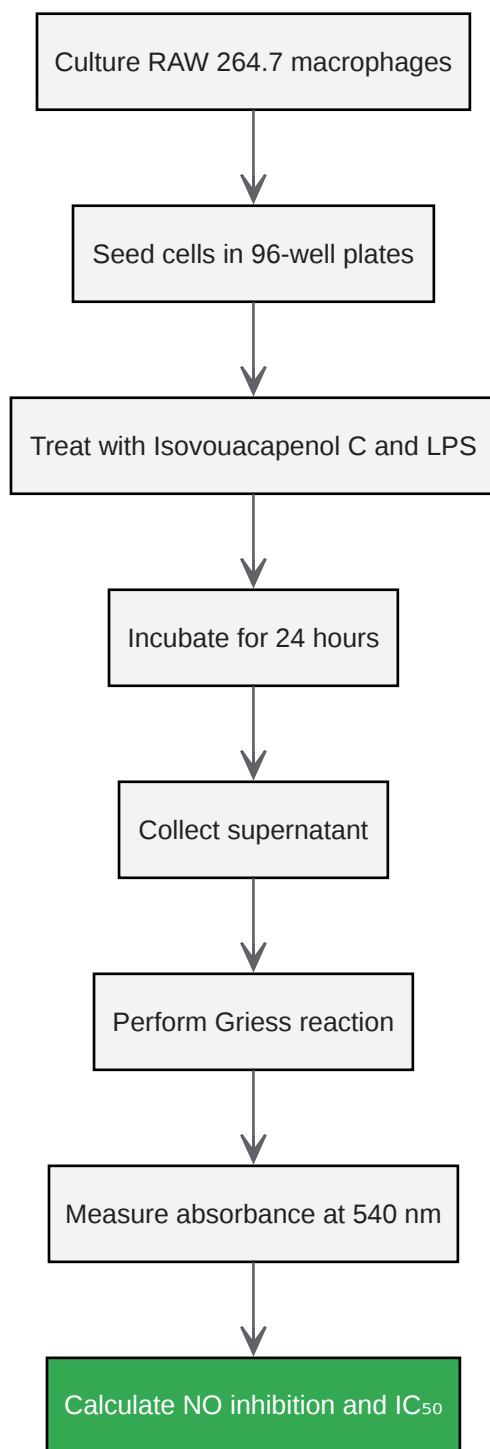 Culture RAW 264.7 macrophages
Seed cells in 96-well plates
Treat with Isovouacapenol C and LPS
Incubate for 24 hours
Collect supernatant
Perform Griess reaction
Measure absorbance at 540 nm
Calculate NO inhibition and IC₅₀